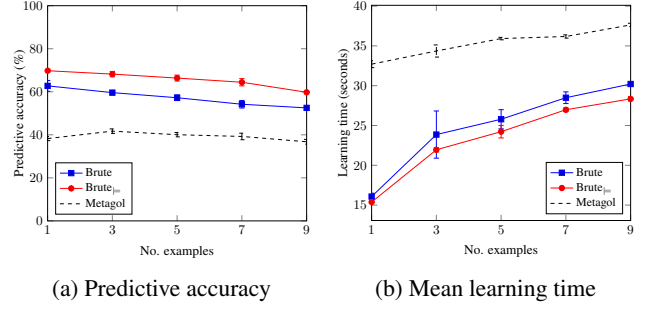 100
80
60
40
20
0
Predictive accuracy (%)
1 3 5 7 9
No. examples
Brute
Brute⊨
Metagol
(a) Predictive accuracy
40
35
30
25
20
15
Learning time (seconds)
1 3 5 7 9
No. examples
Brute
Brute⊨
Metagol
(b) Mean learning time